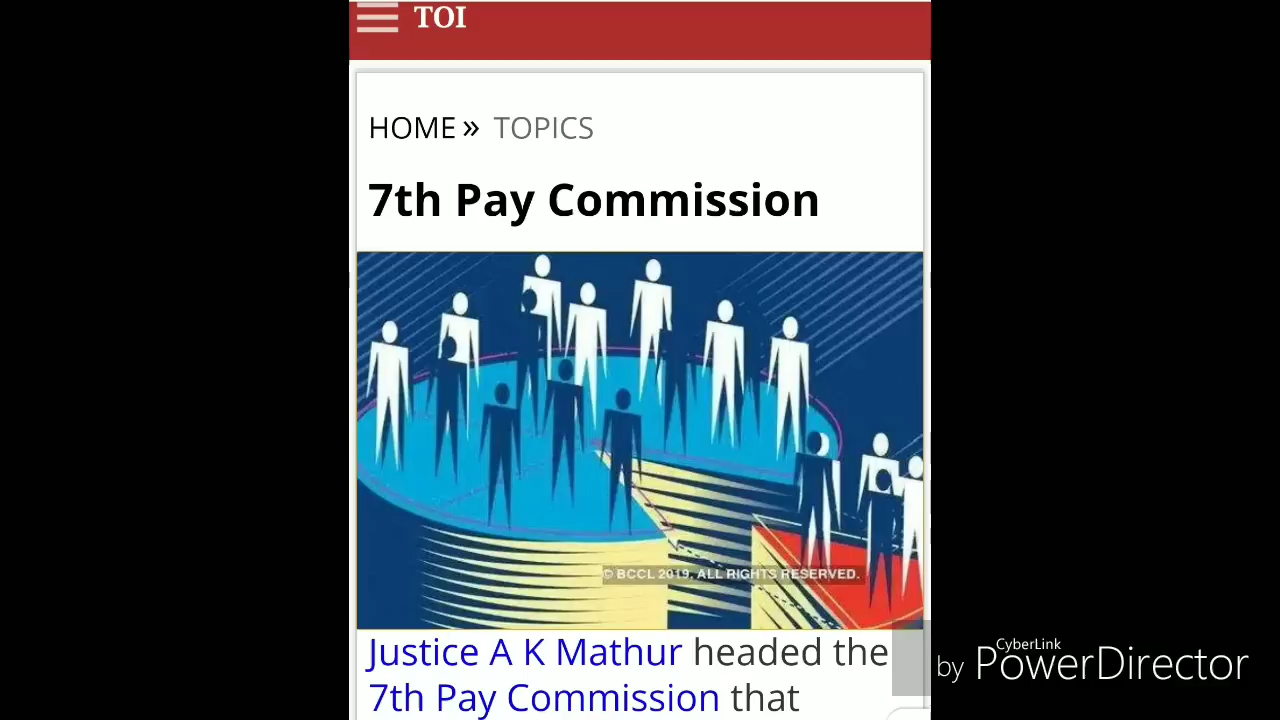 TOI
HOME » TOPICS
7th Pay Commission
© BCCL 2019. ALL RIGHTS RESERVED.
Justice A K Mathur headed the
7th Pay Commission that
CyberLink
by PowerDirector